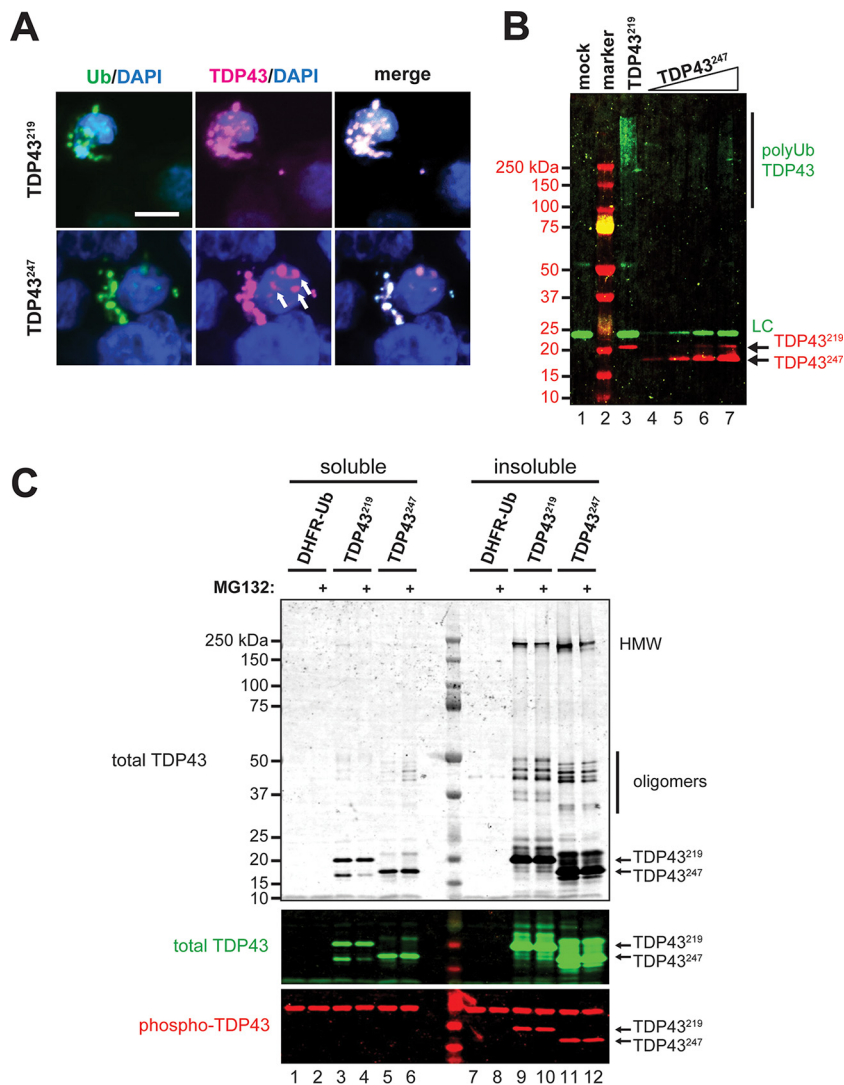 A
Ub/DAPI TDP43/DAPI merge
TDP43²¹⁹
TDP43²⁴⁷
B
mock marker TDP43²¹⁹ TDP43²⁴⁷
250 kDa
150
100
75
50
37
25
20
15
10
polyUb
TDP43
LC
TDP43²¹⁹
TDP43²⁴⁷
1 2 3 4 5 6 7
C
soluble insoluble
DHFR-Ub TDP43²¹⁹ TDP43²⁴⁷ DHFR-Ub TDP43²¹⁹ TDP43²⁴⁷
MG132: + + + + + +
250 kDa
150
100
75
50
37
25
20
15
10
total TDP43
HMW
oligomers
TDP43²¹⁹
TDP43²⁴⁷
total TDP43
TDP43²¹⁹
TDP43²⁴⁷
phospho-TDP43
TDP43²¹⁹
TDP43²⁴⁷
1 2 3 4 5 6 7 8 9 10 11 12